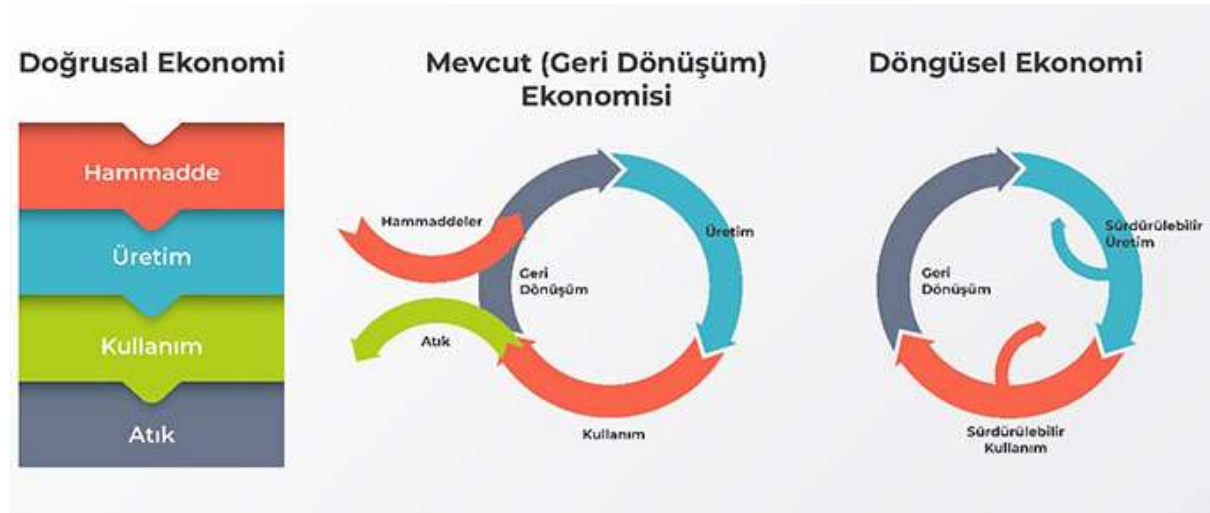 Doğrusal Ekonomi
Hammadde
Üretim
Kullanım
Atık
Mevcut (Geri Dönüşüm)
Ekonomisi
Hammaddeler
Üretim
Geri
Dönüşüm
Atık
Kullanım
Döngüsel Ekonomi
Sürdürülebilir
Üretim
Geri
Dönüşüm
Sürdürülebilir
Kullanım